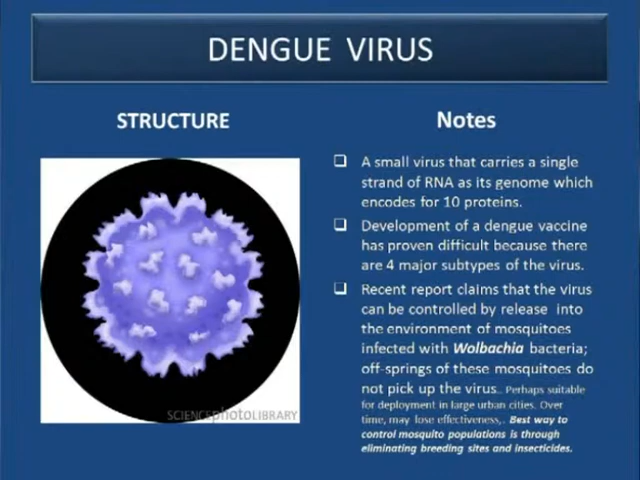 DENGUE VIRUS
STRUCTURE
SCIENCEphotoLIBRARY
Notes
❑ A small virus that carries a single
strand of RNA as its genome which
encodes for 10 proteins.
❑ Development of a dengue vaccine
has proven difficult because there
are 4 major subtypes of the virus.
❑ Recent report claims that the virus
can be controlled by release into
the environment of mosquitoes
infected with Wolbachia bacteria;
off-springs of these mosquitoes do
not pick up the virus.. Perhaps suitable
for deployment in large urban cities. Over
time, may lose effectiveness,. Best way to
control mosquito populations is through
eliminating breeding sites and insecticides.